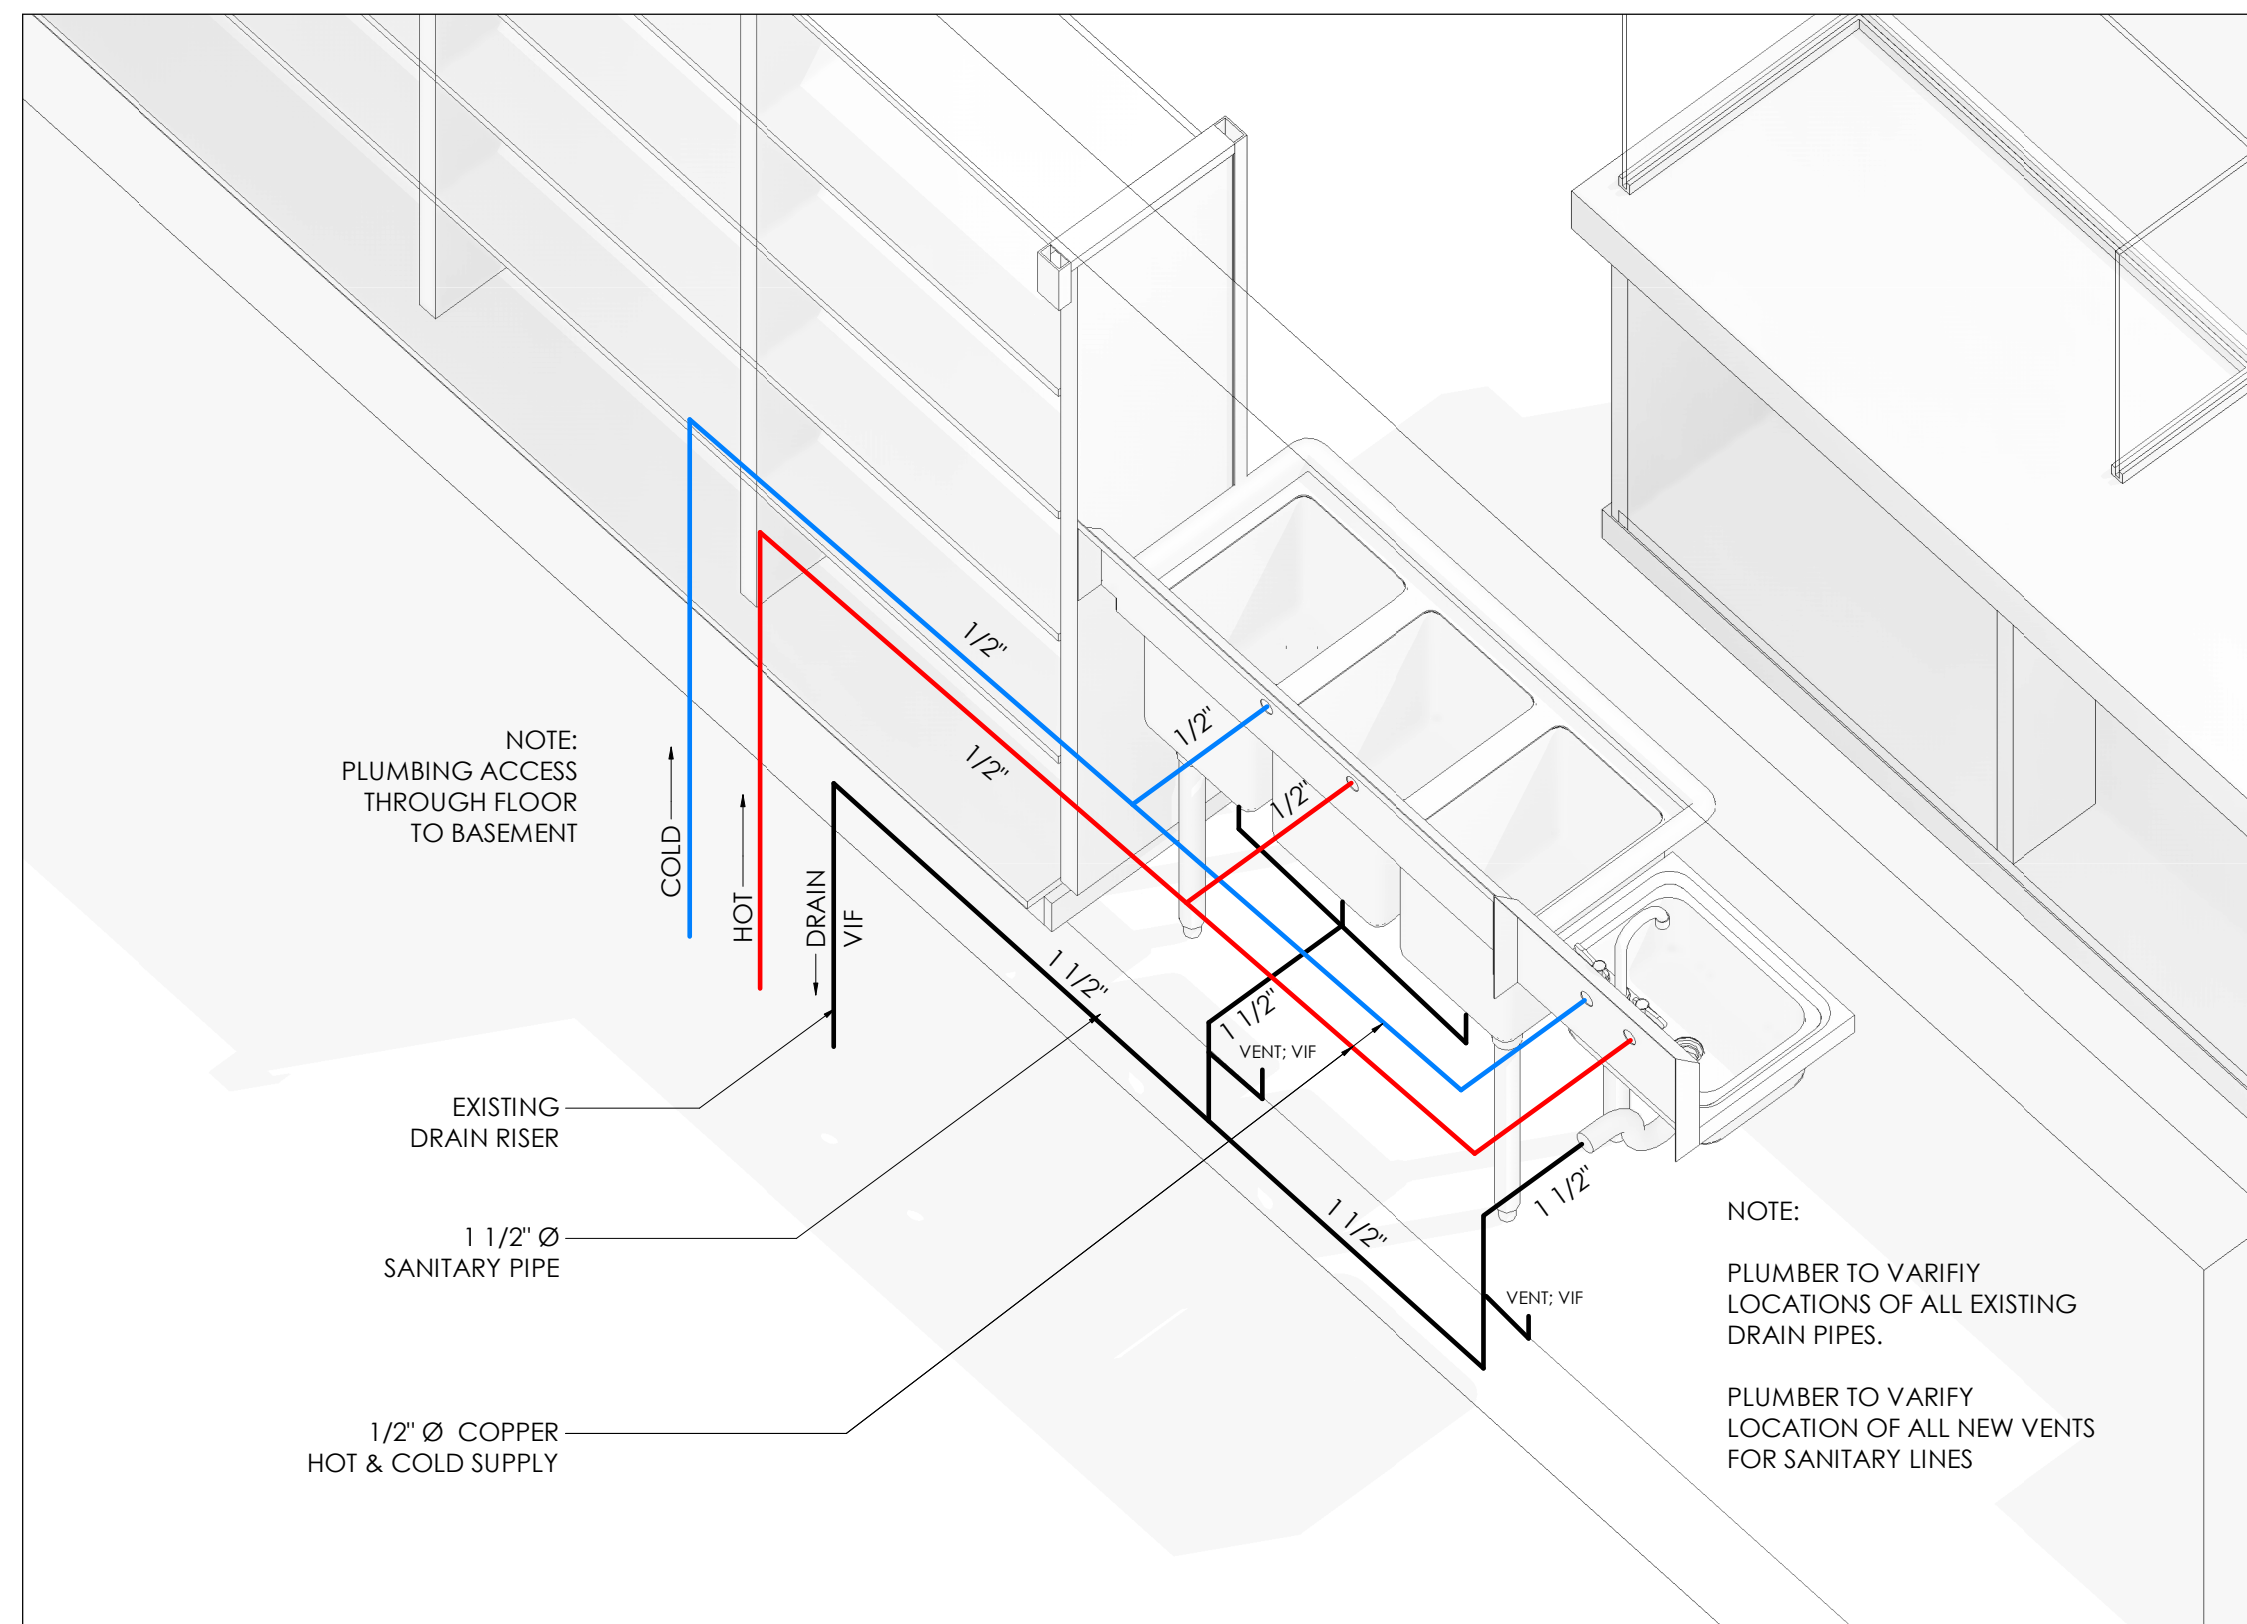 1/2"
1/2"
1/2"
1/2"
NOTE:
PLUMBING ACCESS
THROUGH FLOOR
TO BASEMENT
COLD
HOT
DRAIN
VIF
1 1/2"
1 1/2"
VENT; VIF
EXISTING
DRAIN RISER
1 1/2" Ø
SANITARY PIPE
1 1/2"
1 1/2"
VENT; VIF
1/2" Ø COPPER
HOT & COLD SUPPLY
NOTE:
PLUMBER TO VARIFIY
LOCATIONS OF ALL EXISTING
DRAIN PIPES.
PLUMBER TO VARIFY
LOCATION OF ALL NEW VENTS
FOR SANITARY LINES